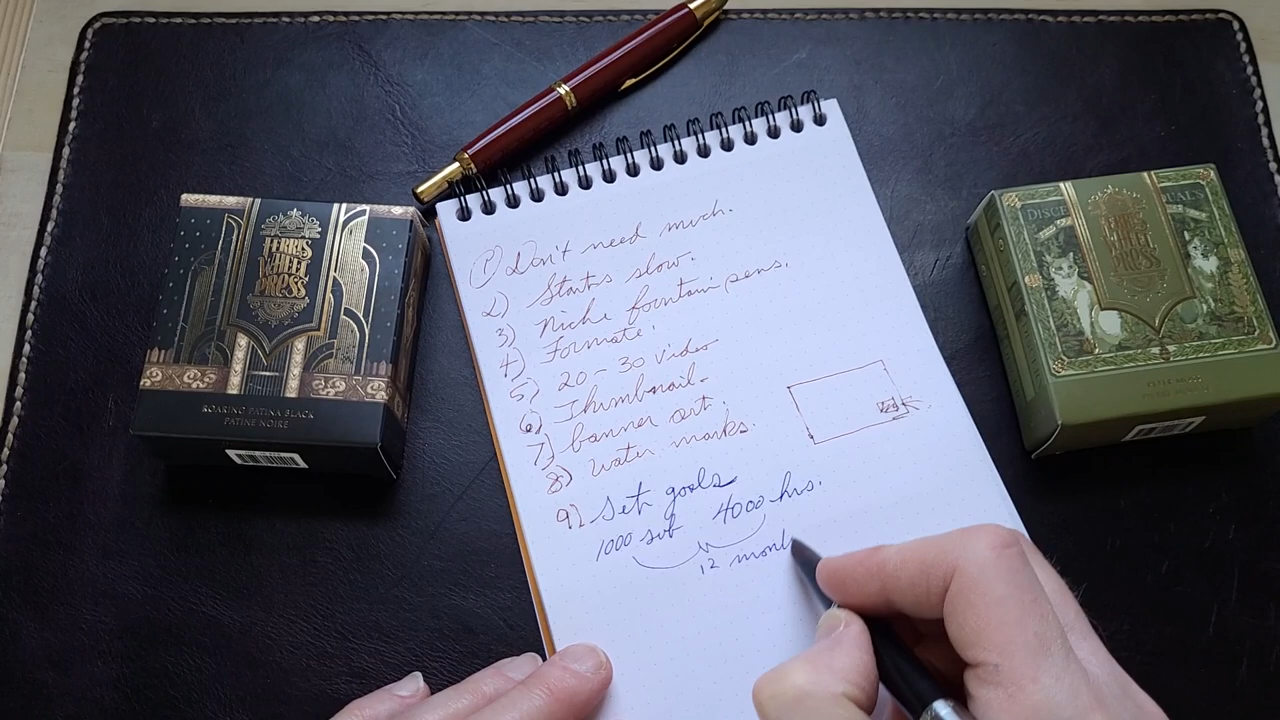 FERRIS
WHEEL
PRESS
ROARING PATINA BLACK
PATINE NOIRE
1) Don't need much.
2) Starts slow.
3) Niche fountain pens.
4) Formate.
5) 20-30 video
6) Thumbnail.
7) banner art.
8) water marks.
9) Set goals
1000 sub 4000 hrs.
12 mont
FERRIS
WHEEL
PRESS